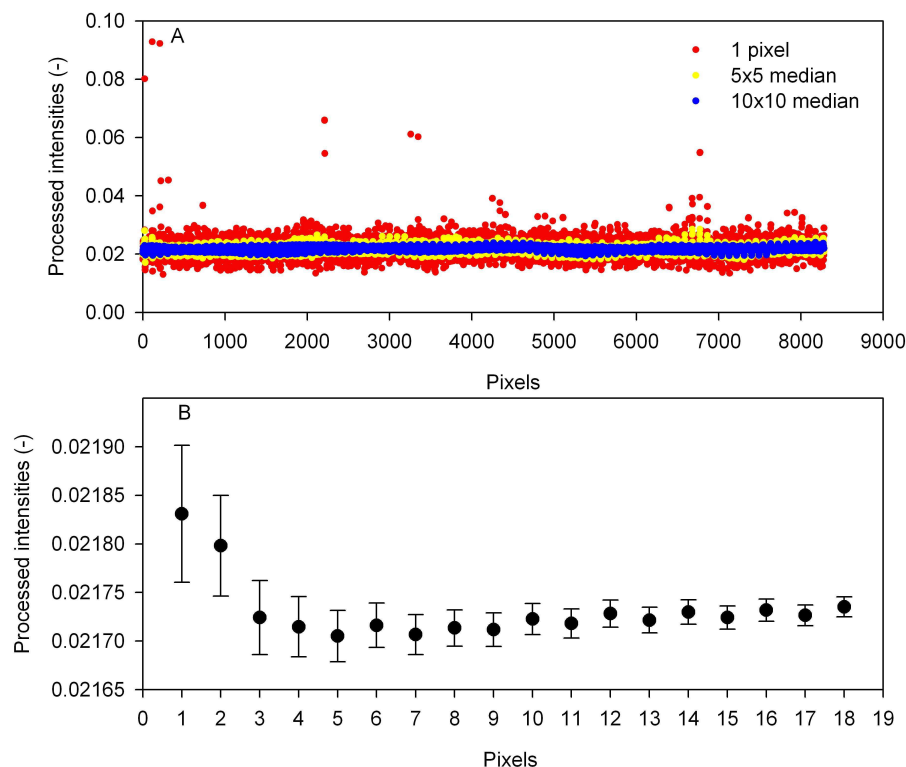 0.10
0.08
0.06
0.04
0.02
0.00
Processed intensities (-)
A
1 pixel
5x5 median
10x10 median
0 1000 2000 3000 4000 5000 6000 7000 8000 9000
Pixels
B
0.02190
0.02185
0.02180
0.02175
0.02170
0.02165
Processed intensities (-)
0 1 2 3 4 5 6 7 8 9 10 11 12 13 14 15 16 17 18 19
Pixels